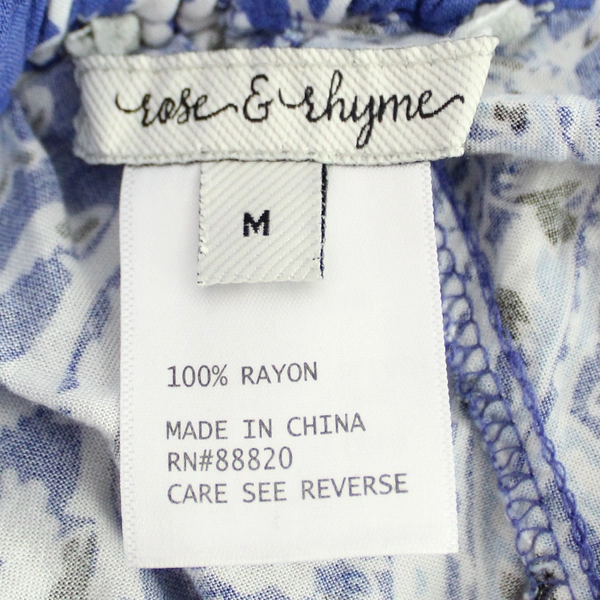 rose & rhyme
M
100% RAYON
MADE IN CHINA
RN#88820
CARE SEE REVERSE